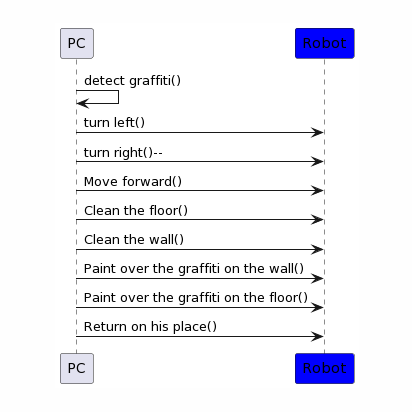 PC Robot
detect graffiti()
turn left()
turn right()--
Move forward()
Clean the floor()
Clean the wall()
Paint over the graffiti on the wall()
Paint over the graffiti on the floor()
Return on his place()
PC Robot